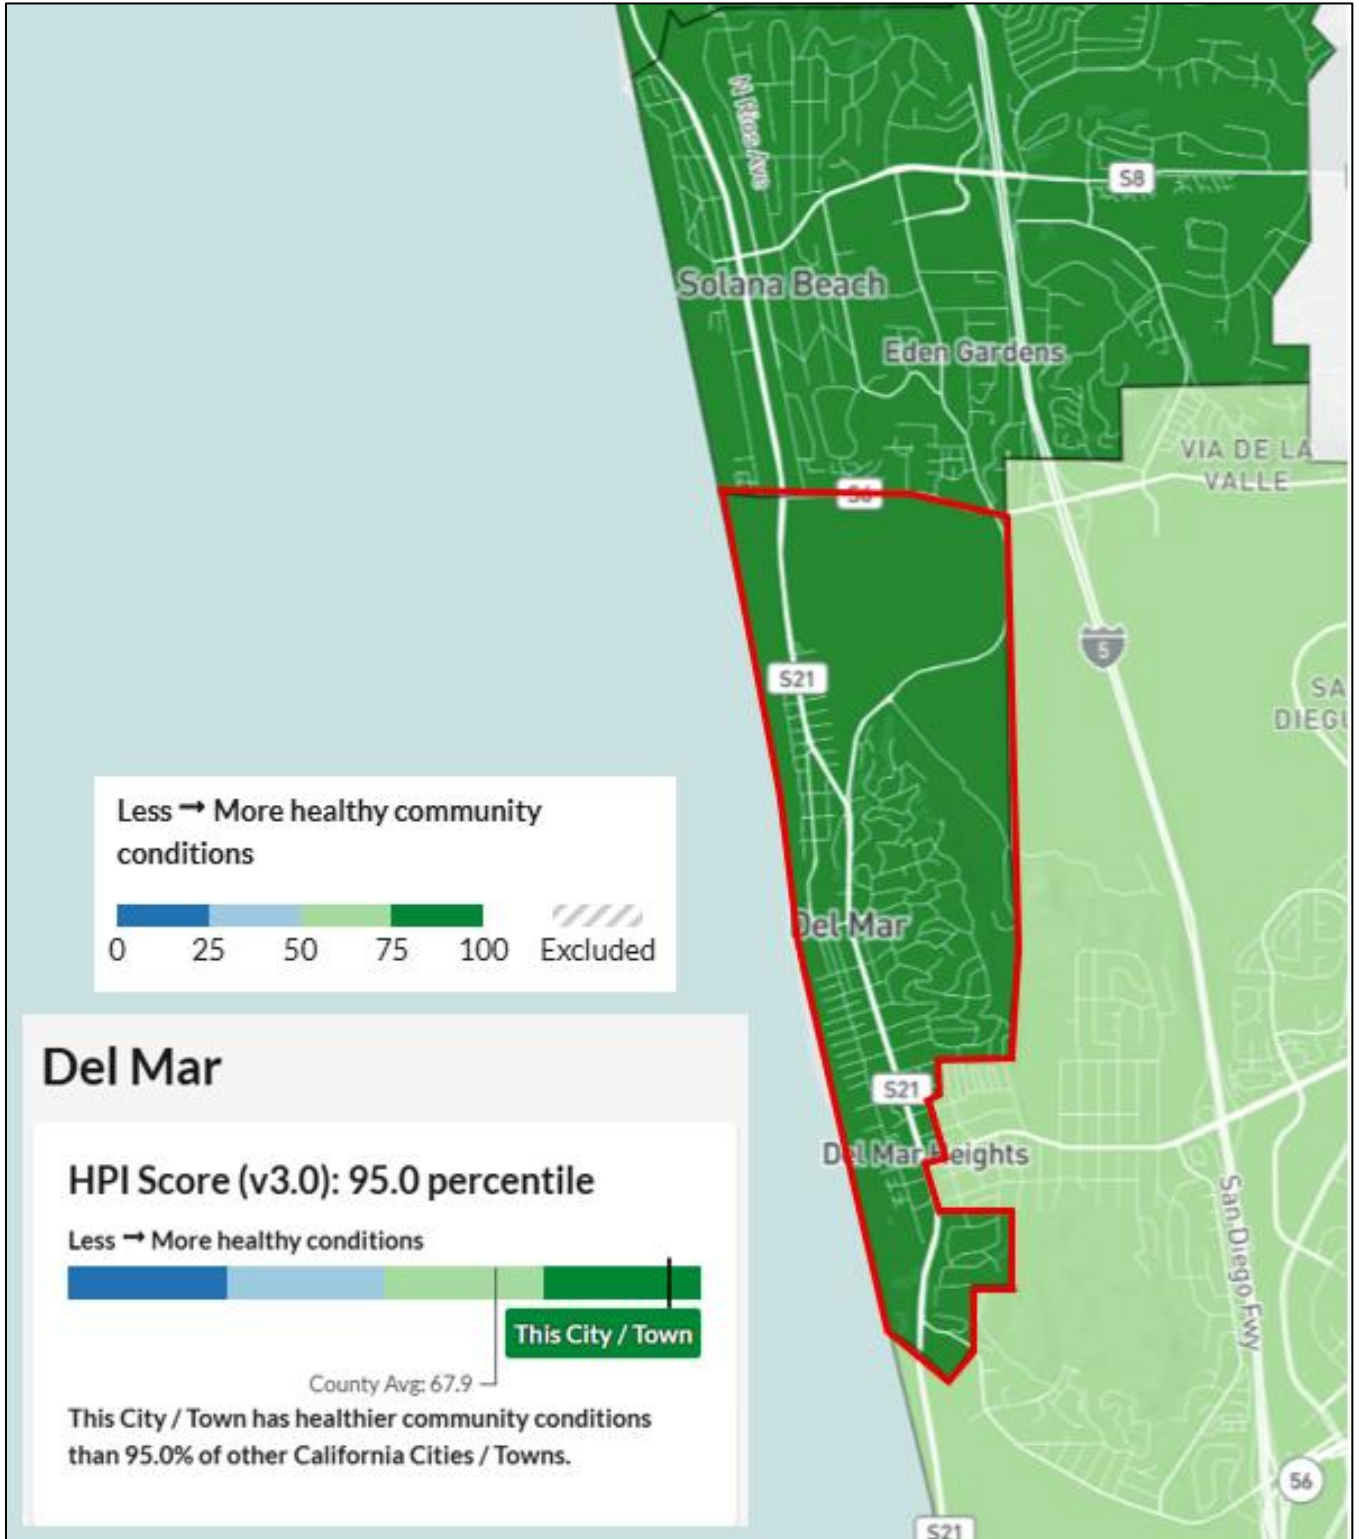 N Rios Ave
S8
Solana Beach
Eden Gardens
VIA DE LA
VALLE
S6
5
S21
SA
DIEGU
Less → More healthy community
conditions
0 25 50 75 100 Excluded
Del Mar
S21
Del Mar Heights
San Diego Fwy
56
S21
Del Mar
HPI Score (v3.0): 95.0 percentile
Less → More healthy conditions
This City / Town
County Avg: 67.9
This City / Town has healthier community conditions
than 95.0% of other California Cities / Towns.